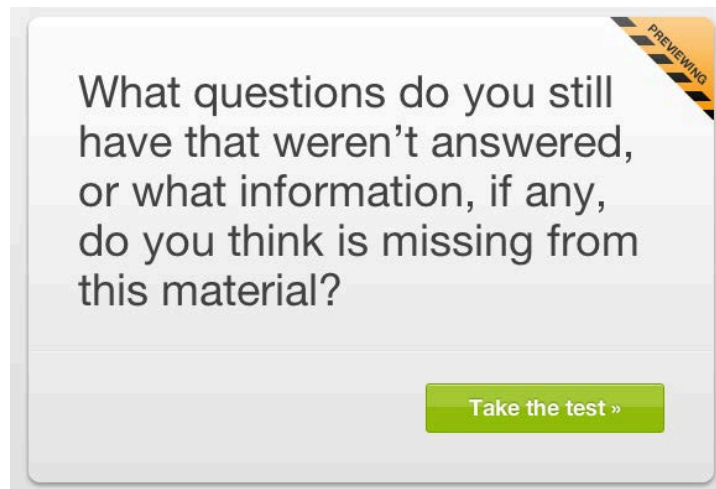 PREVIEWING
What questions do you still
have that weren’t answered,
or what information, if any,
do you think is missing from
this material?
Take the test »